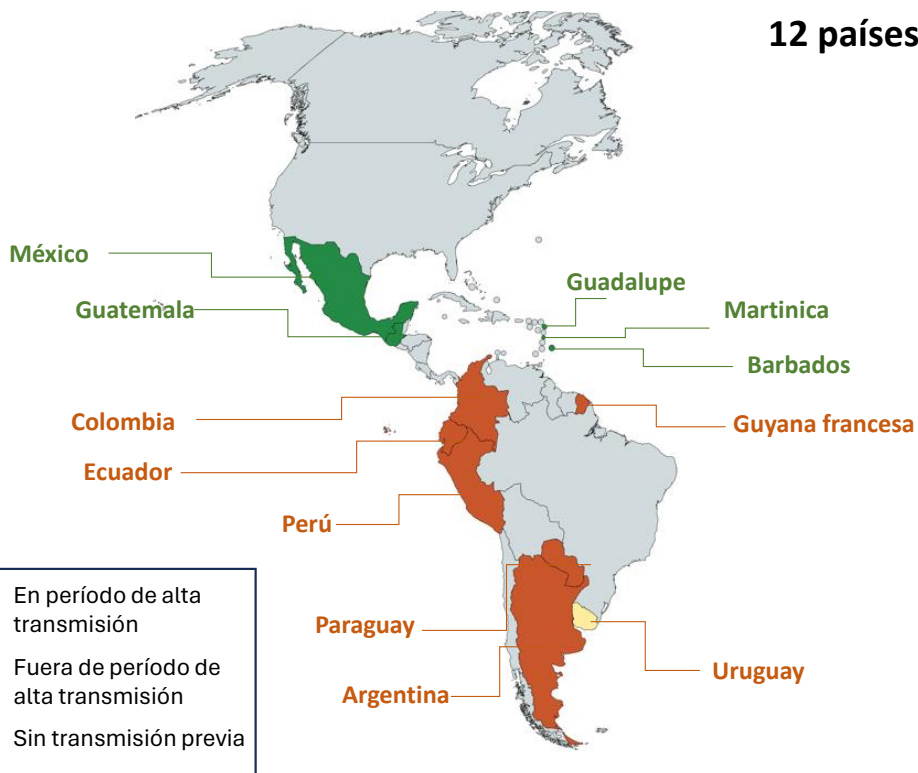 12 países
México
Guatemala
Guadalupe
Martinica
Barbados
Colombia
Guyana francesa
Ecuador
Perú
Paraguay
Uruguay
Argentina
En período de alta
transmisión
Fuera de período de
alta transmisión
Sin transmisión previa